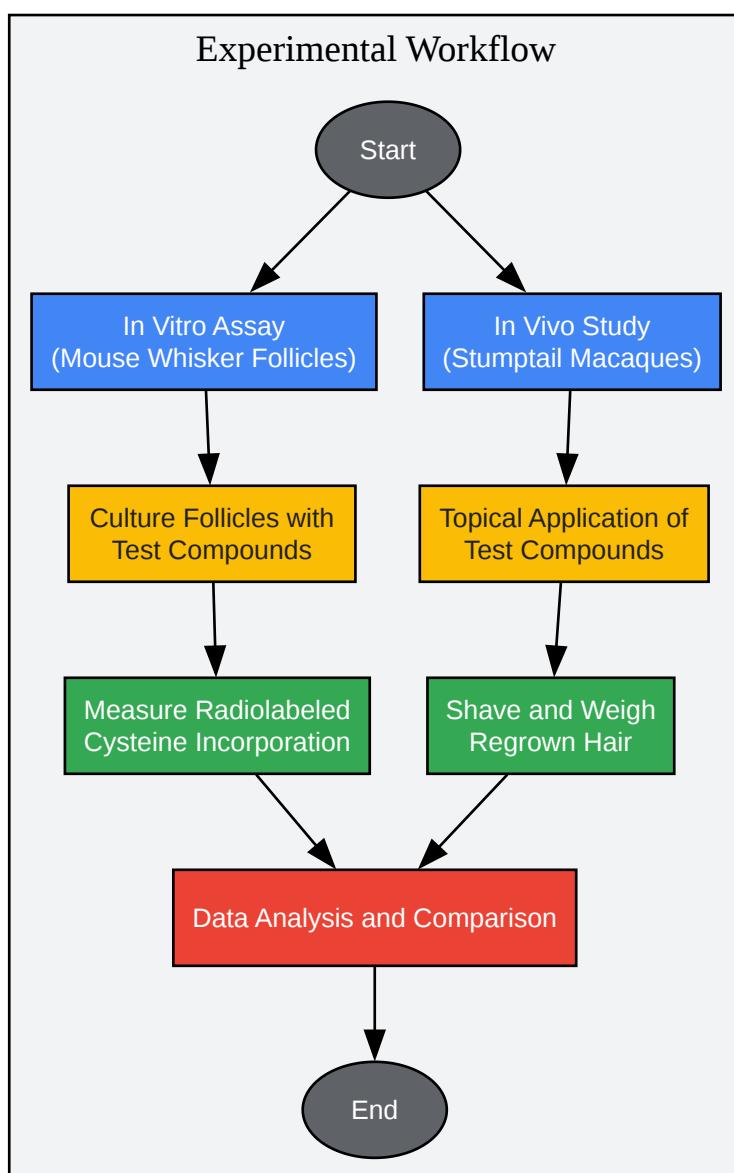 Experimental Workflow
Start
In Vitro Assay
(Mouse Whisker Follicles)
In Vivo Study
(Stumptail Macaques)
Culture Follicles with
Test Compounds
Topical Application of
Test Compounds
Measure Radiolabeled
Cysteine Incorporation
Shave and Weigh
Regrown Hair
Data Analysis and Comparison
End